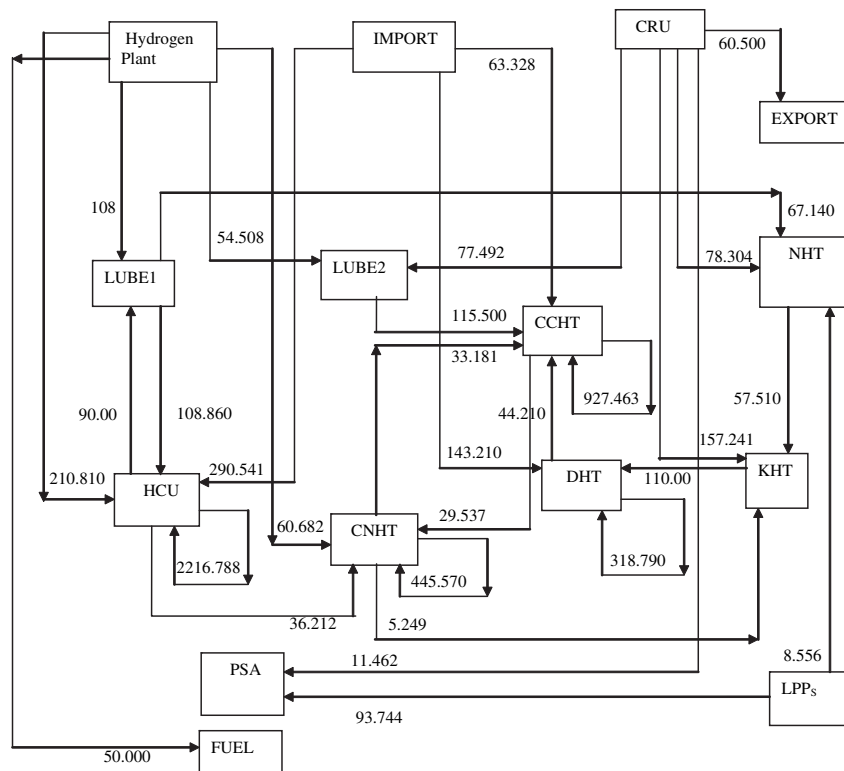 Hydrogen
Plant
IMPORT
CRU
60.500
63.328
EXPORT
108
67.140
54.508
77.492
78.304
NHT
LUBE1
LUBE2
CCHT
115.500
33.181
90.00
108.860
44.210
927.463
57.510
157.241
143.210
210.810
290.541
HCU
DHT
110.00
KHT
29.537
60.682
CNHT
2216.788
445.570
318.790
36.212
5.249
11.462
8.556
PSA
LPPS
93.744
50.000
FUEL